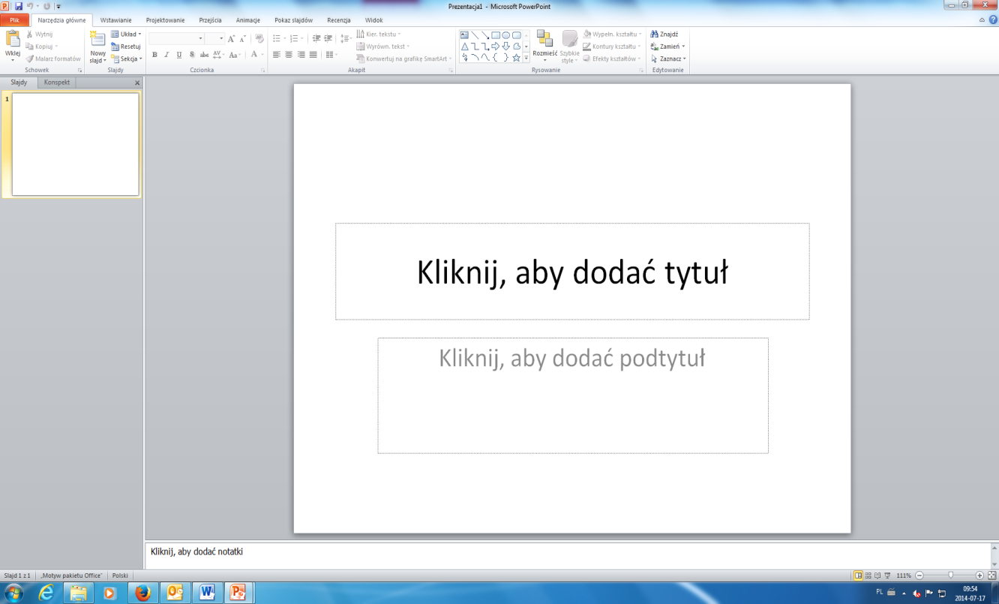 Prezentacja1 - Microsoft PowerPoint
Plik Narzędzia główne Wstawianie Projektowanie Przejścia Animacje Pokaz slajdów Recenzja Widok
Wklej
Wytnij
Kopiuj
Malarz formatów
Schowek
Nowy slajd
Układ
Resetuj
Sekcja
Slajdy
B I U S abc AV Aa A
Czcionka
Kier. tekstu
Wyrówn. tekst
Konwertuj na grafikę SmartArt
Akapit
Rozmieść
Szybkie style
Wypełn. kształtu
Kontury kształtu
Efekty kształtów
Rysowanie
Znajdź
Zamień
Zaznacz
Edytowanie
Slajdy Konspekt
1
Kliknij, aby dodać tytuł
Kliknij, aby dodać podtytuł
Kliknij, aby dodać notatki
Slajd 1 z 1 „Motyw pakietu Office” Polski 111%
PL 09:54
2014-07-17